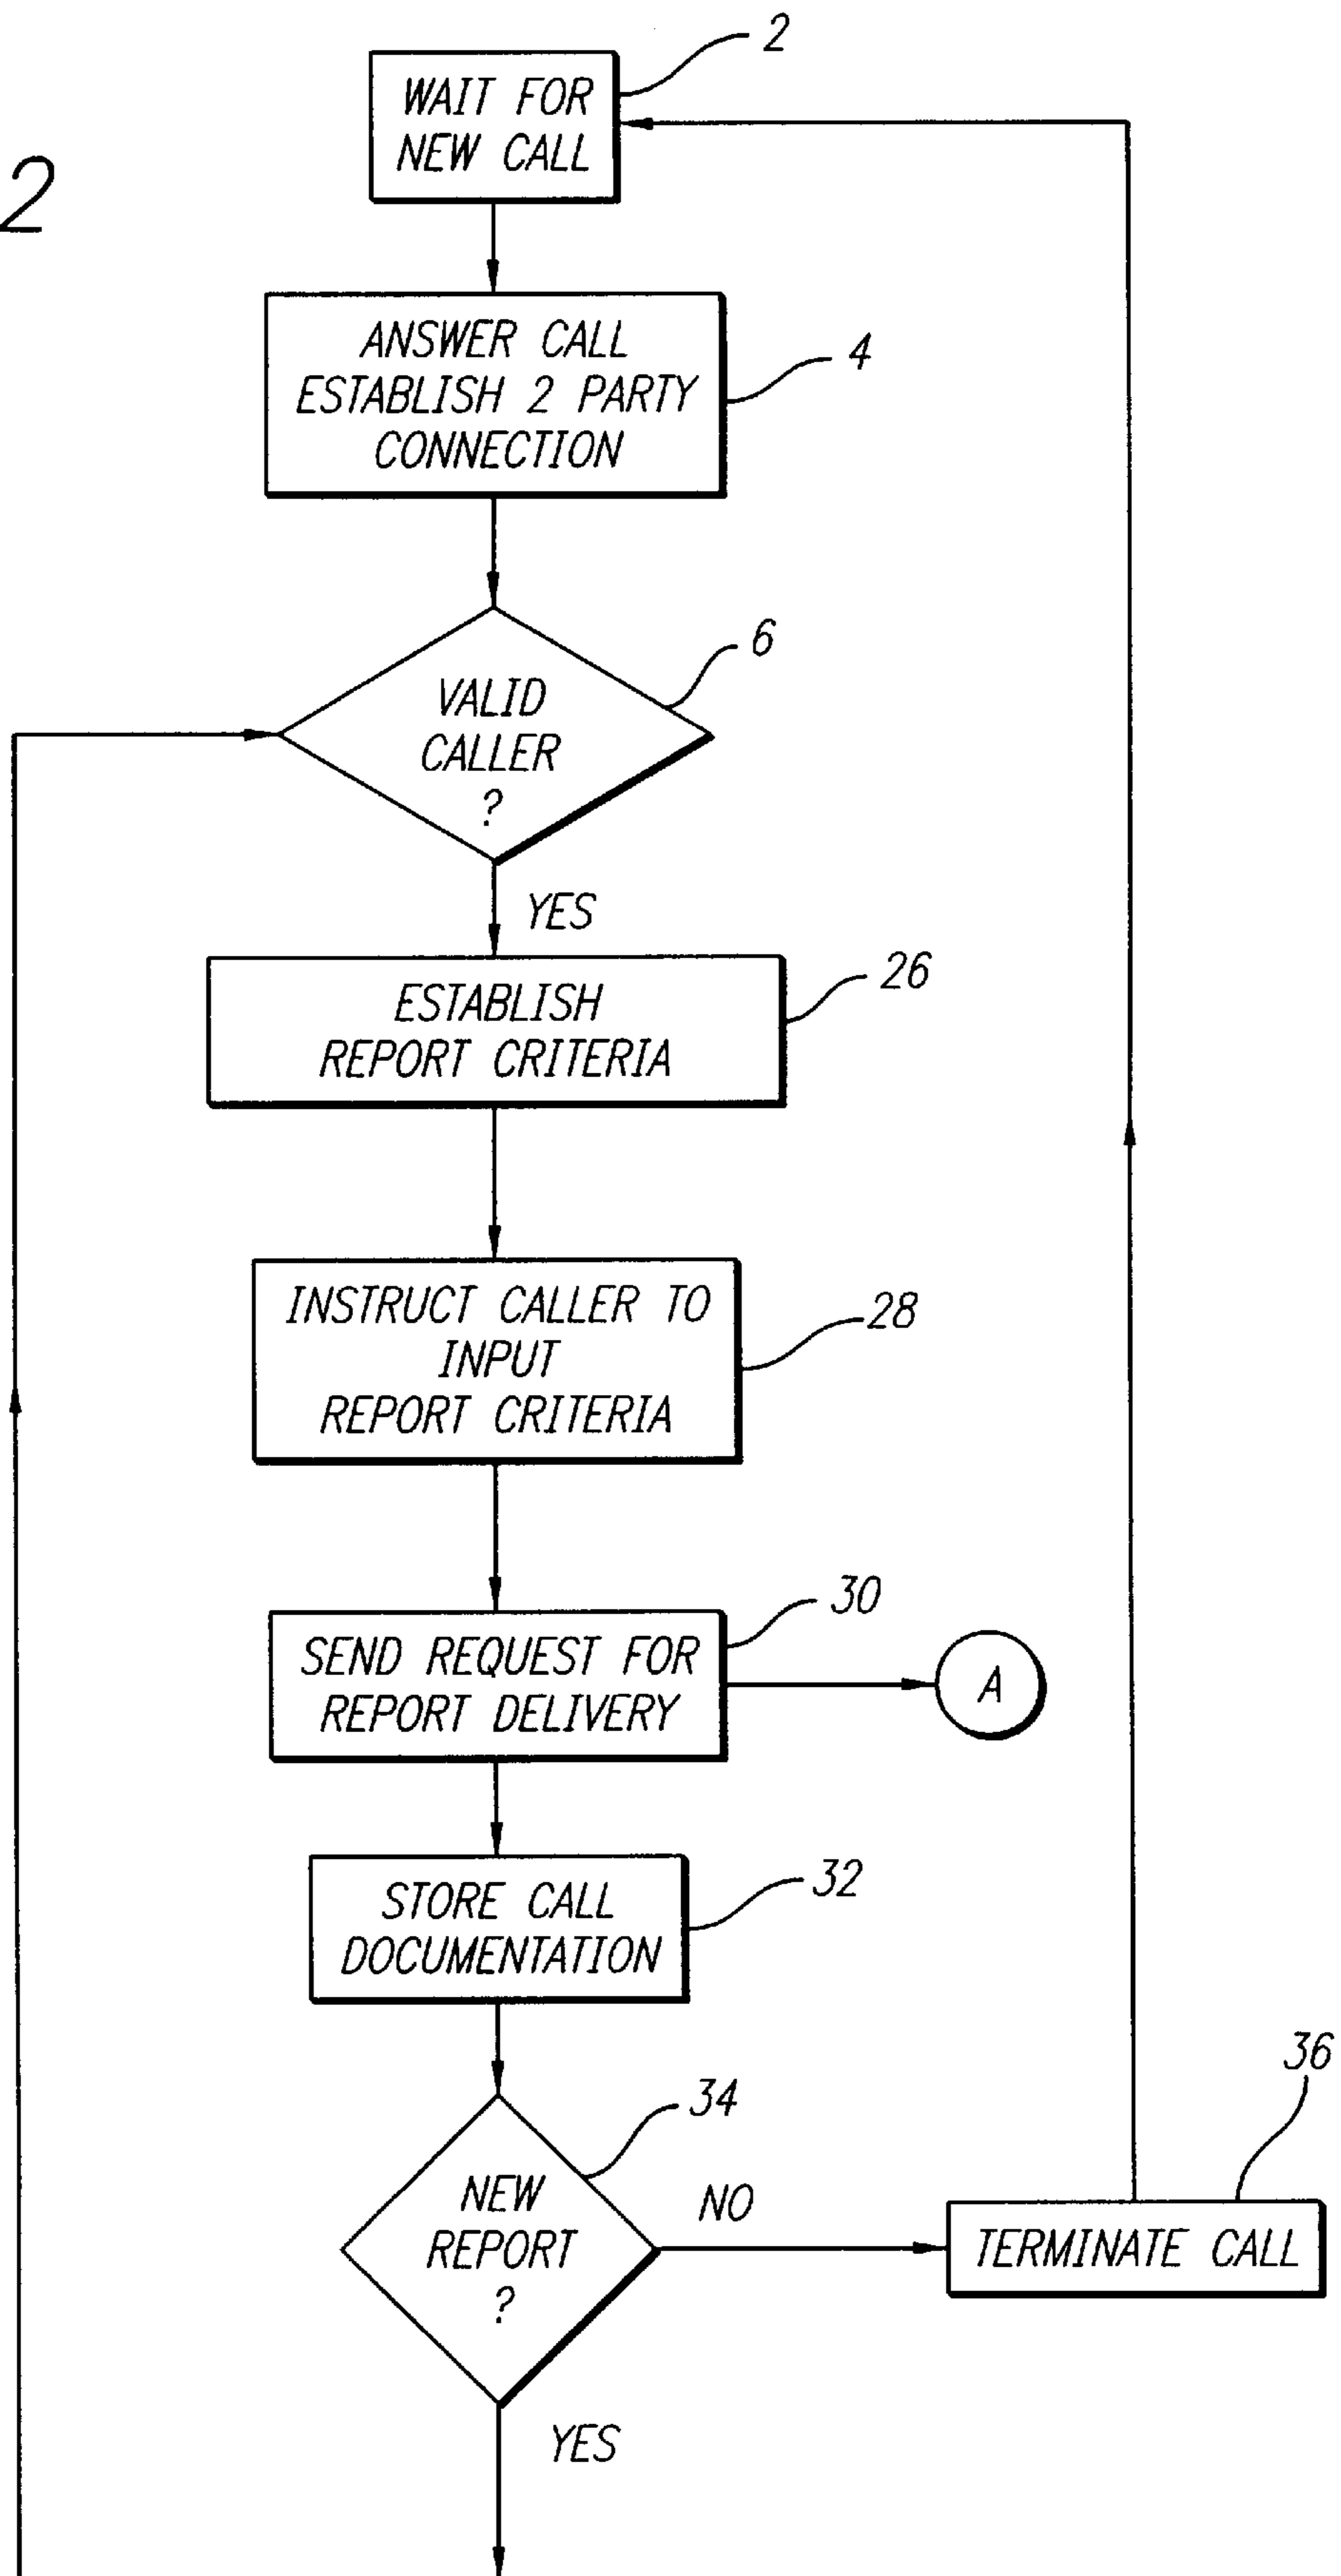 2
WAIT FOR
NEW CALL
2
ANSWER CALL
ESTABLISH 2 PARTY
CONNECTION
4
6
VALID
CALLER
?
YES
26
ESTABLISH
REPORT CRITERIA
28
INSTRUCT CALLER TO
INPUT
REPORT CRITERIA
30
SEND REQUEST FOR
REPORT DELIVERY
A
32
STORE CALL
DOCUMENTATION
34
NEW
REPORT
?
NO
36
TERMINATE CALL
YES